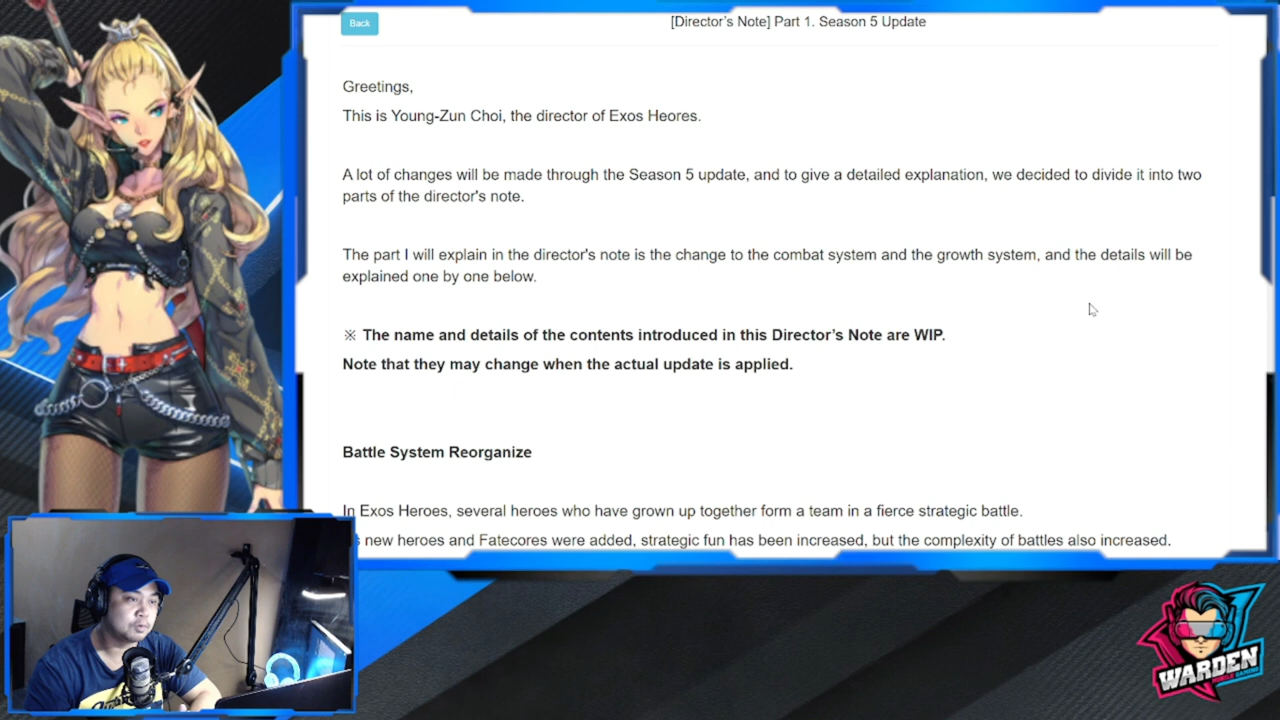 Back
[Director's Note] Part 1. Season 5 Update
Greetings,
This is Young-Zun Choi, the director of Exos Heores.
A lot of changes will be made through the Season 5 update, and to give a detailed explanation, we decided to divide it into two
parts of the director's note.
The part I will explain in the director's note is the change to the combat system and the growth system, and the details will be
explained one by one below.
※ The name and details of the contents introduced in this Director's Note are WIP.
Note that they may change when the actual update is applied.
Battle System Reorganize
In Exos Heroes, several heroes who have grown up together form a team in a fierce strategic battle.
new heroes and Fatecores were added, strategic fun has been increased, but the complexity of battles also increased.
WARDEN
MOBILE GAMING